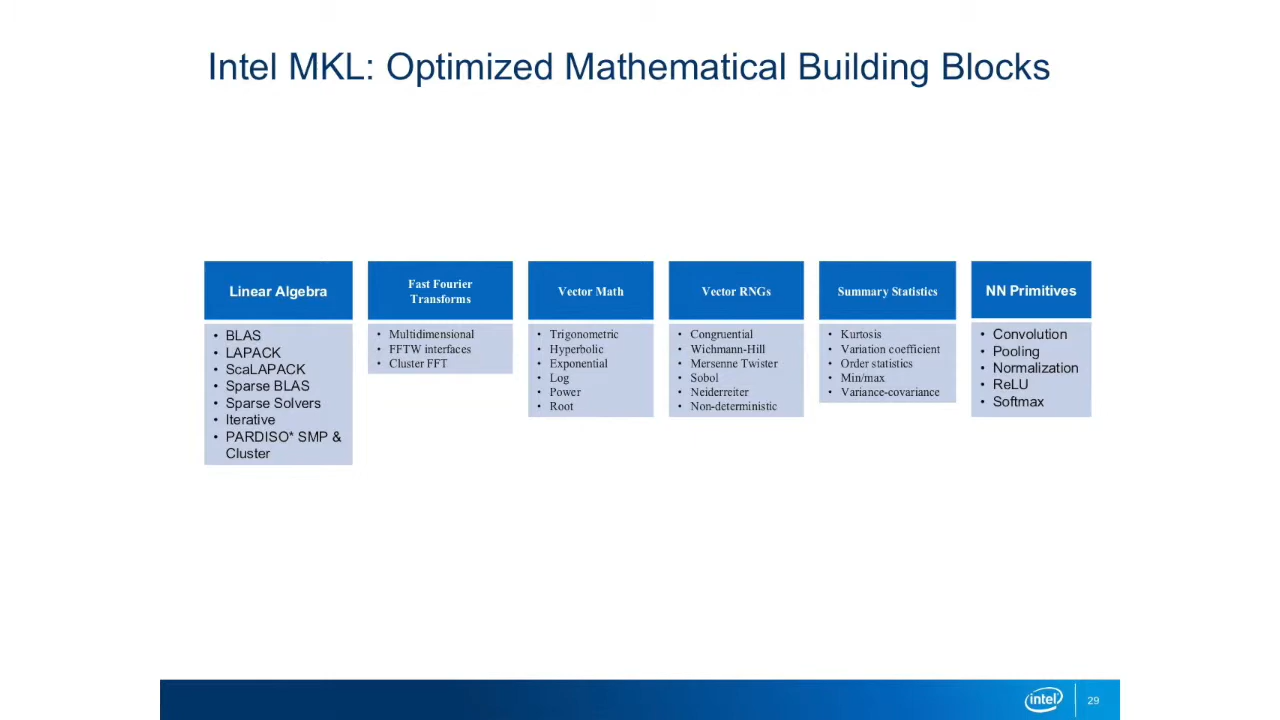 Intel MKL: Optimized Mathematical Building Blocks
Linear Algebra
• BLAS
• LAPACK
• ScaLAPACK
• Sparse BLAS
• Sparse Solvers
• Iterative
• PARDISO* SMP &
Cluster
Fast Fourier
Transforms
• Multidimensional
• FFTW interfaces
• Cluster FFT
Vector Math
• Trigonometric
• Hyperbolic
• Exponential
• Log
• Power
• Root
Vector RNGs
• Congruential
• Wichmann-Hill
• Mersenne Twister
• Sobol
• Neiderreiter
• Non-deterministic
Summary Statistics
• Kurtosis
• Variation coefficient
• Order statistics
• Min/max
• Variance-covariance
NN Primitives
• Convolution
• Pooling
• Normalization
• ReLU
• Softmax
intel
29